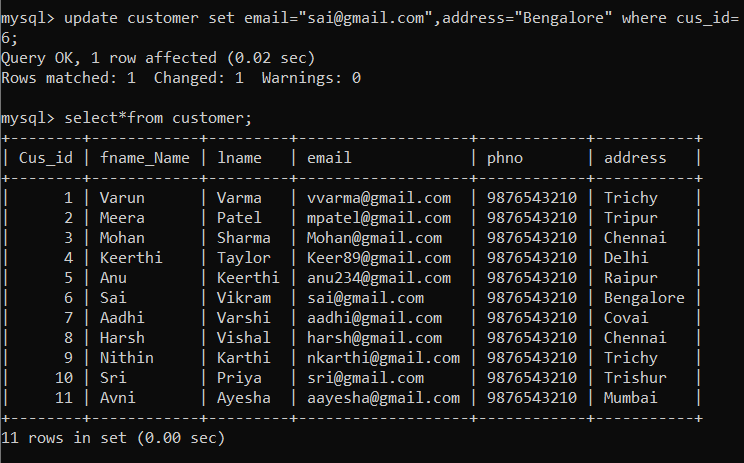 mysql> update customer set email="sai@gmail.com",address="Bengalore" where cus_id=
6;
Query OK, 1 row affected (0.02 sec)
Rows matched: 1  Changed: 1  Warnings: 0

mysql> select*from customer;
+--------+------------+---------+-------------------+------------+-----------+
| Cus_id | fname_Name | lname   | email             | phno       | address   |
+--------+------------+---------+-------------------+------------+-----------+
|      1 | Varun      | Varma   | vvarma@gmail.com  | 9876543210 | Trichy    |
|      2 | Meera      | Patel   | mpatel@gmail.com  | 9876543210 | Tripur    |
|      3 | Mohan      | Sharma  | Mohan@gmail.com   | 9876543210 | Chennai   |
|      4 | Keerthi    | Taylor  | Keer89@gmail.com  | 9876543210 | Delhi     |
|      5 | Anu        | Keerthi | anu234@gmail.com  | 9876543210 | Raipur    |
|      6 | Sai        | Vikram  | sai@gmail.com     | 9876543210 | Bengalore |
|      7 | Aadhi      | Varshi  | aadhi@gmail.com   | 9876543210 | Covai     |
|      8 | Harsh      | Vishal  | harsh@gmail.com   | 9876543210 | Chennai   |
|      9 | Nithin     | Karthi  | nkarthi@gmail.com | 9876543210 | Trichy    |
|     10 | Sri        | Priya   | sri@gmail.com     | 9876543210 | Trishur   |
|     11 | Avni       | Ayesha  | aayesha@gmail.com | 9876543210 | Mumbai    |
+--------+------------+---------+-------------------+------------+-----------+
11 rows in set (0.00 sec)